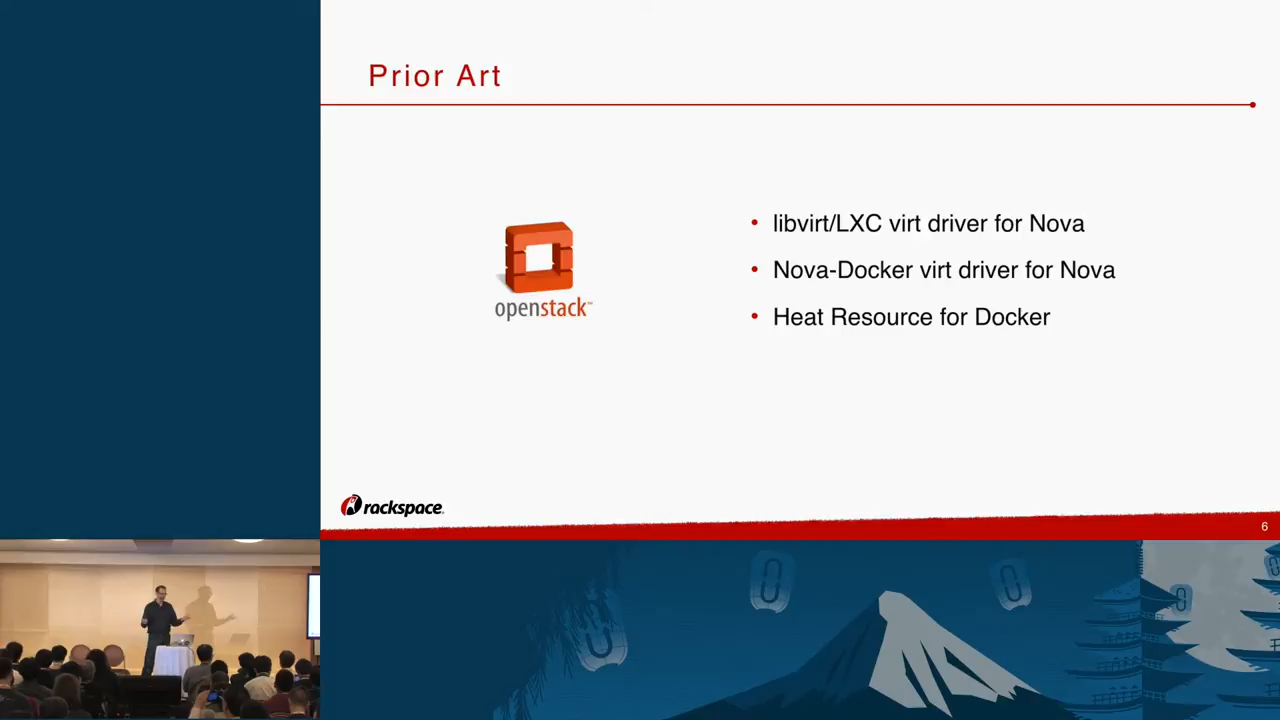 Prior Art
openstack™
• libvirt/LXC virt driver for Nova
• Nova-Docker virt driver for Nova
• Heat Resource for Docker
rackspace
6